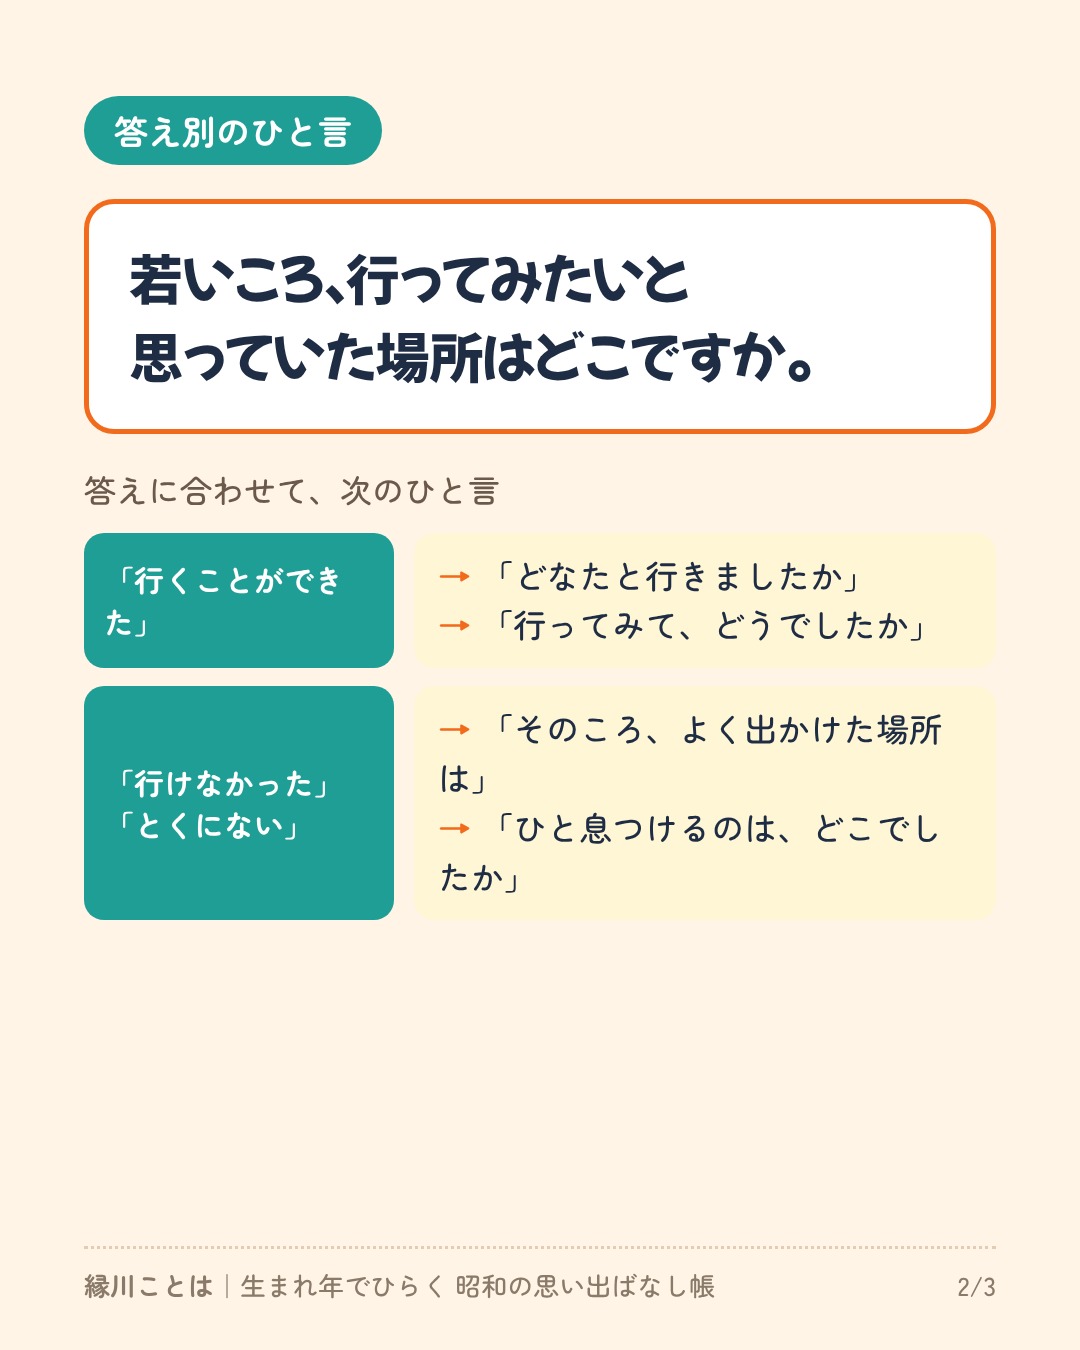 答え別のひと言
若いころ、行ってみたいと
思っていた場所はどこですか。
答えに合わせて、次のひと言
「行くことができ
た」
→「どなたと行きましたか」
→「行ってみて、どうでしたか」
「行けなかった」
「とくにない」
→「そのころ、よく出かけた場所
は」
→「ひと息つけるのは、どこでし
たか」
縁川ことは｜生まれ年でひらく 昭和の思い出ばなし帳
2/3